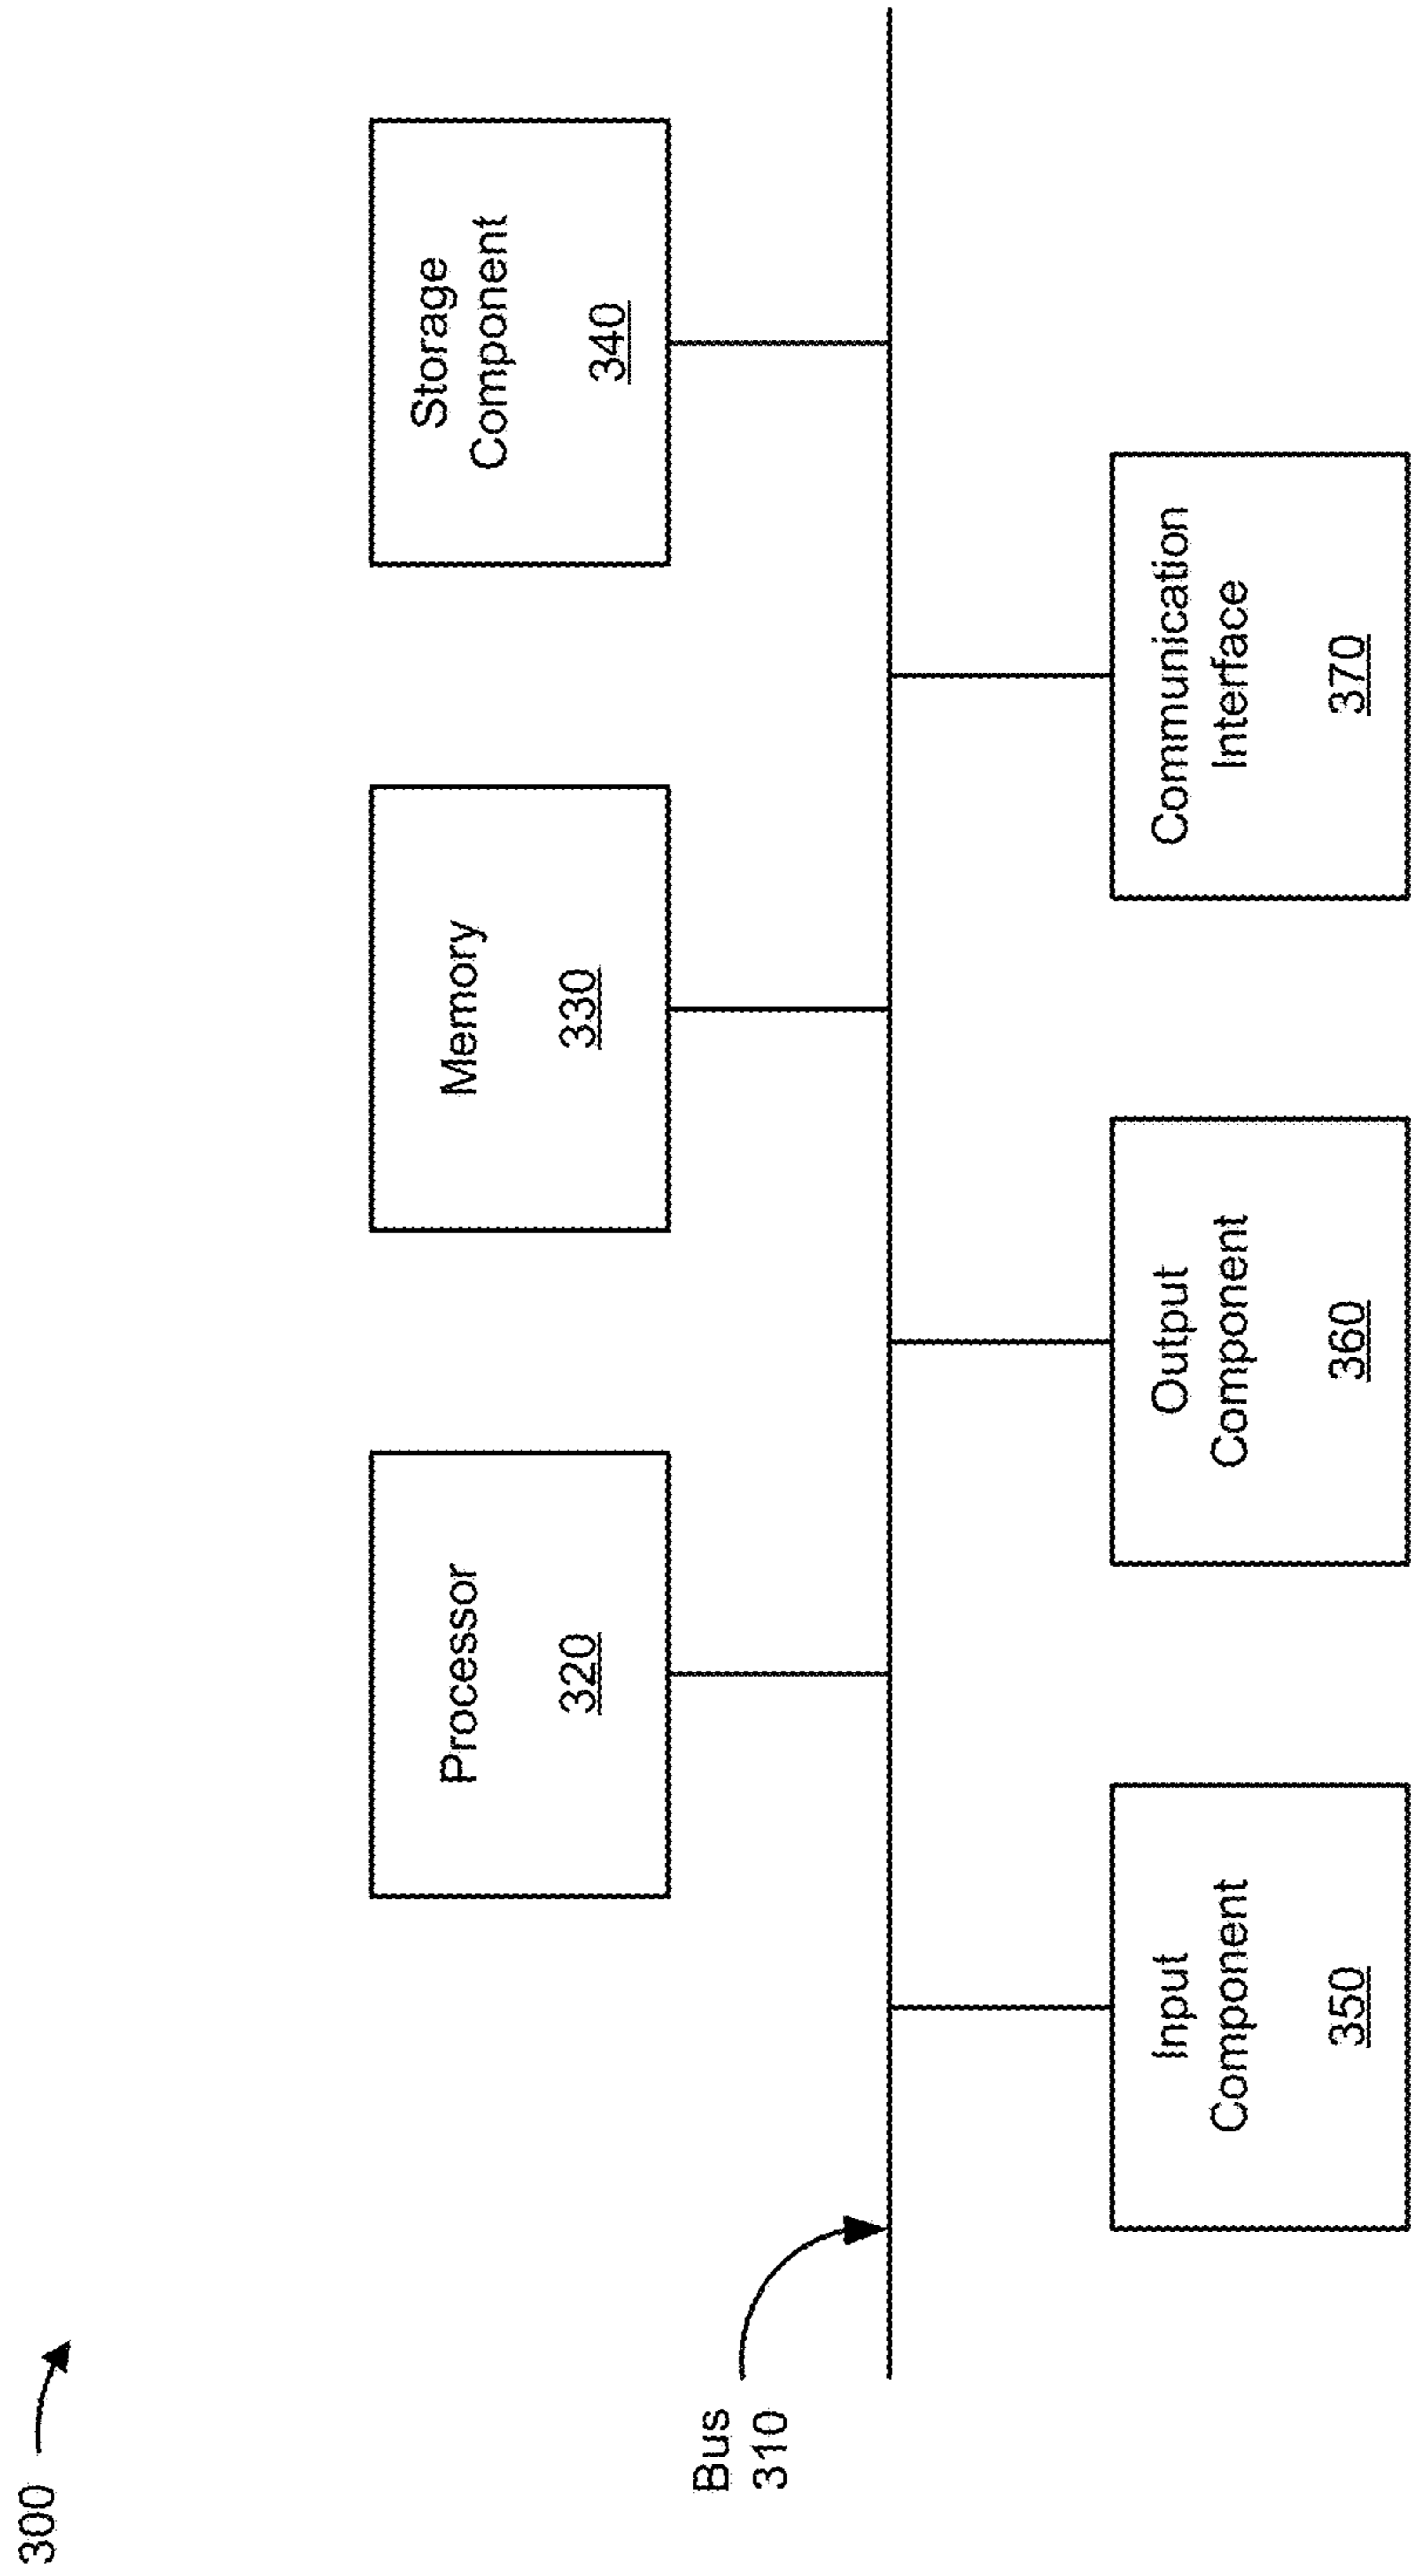 300
Processor
320
Memory
330
Storage
Component
340
Bus
310
Input
Component
350
Output
Component
360
Communication
Interface
370